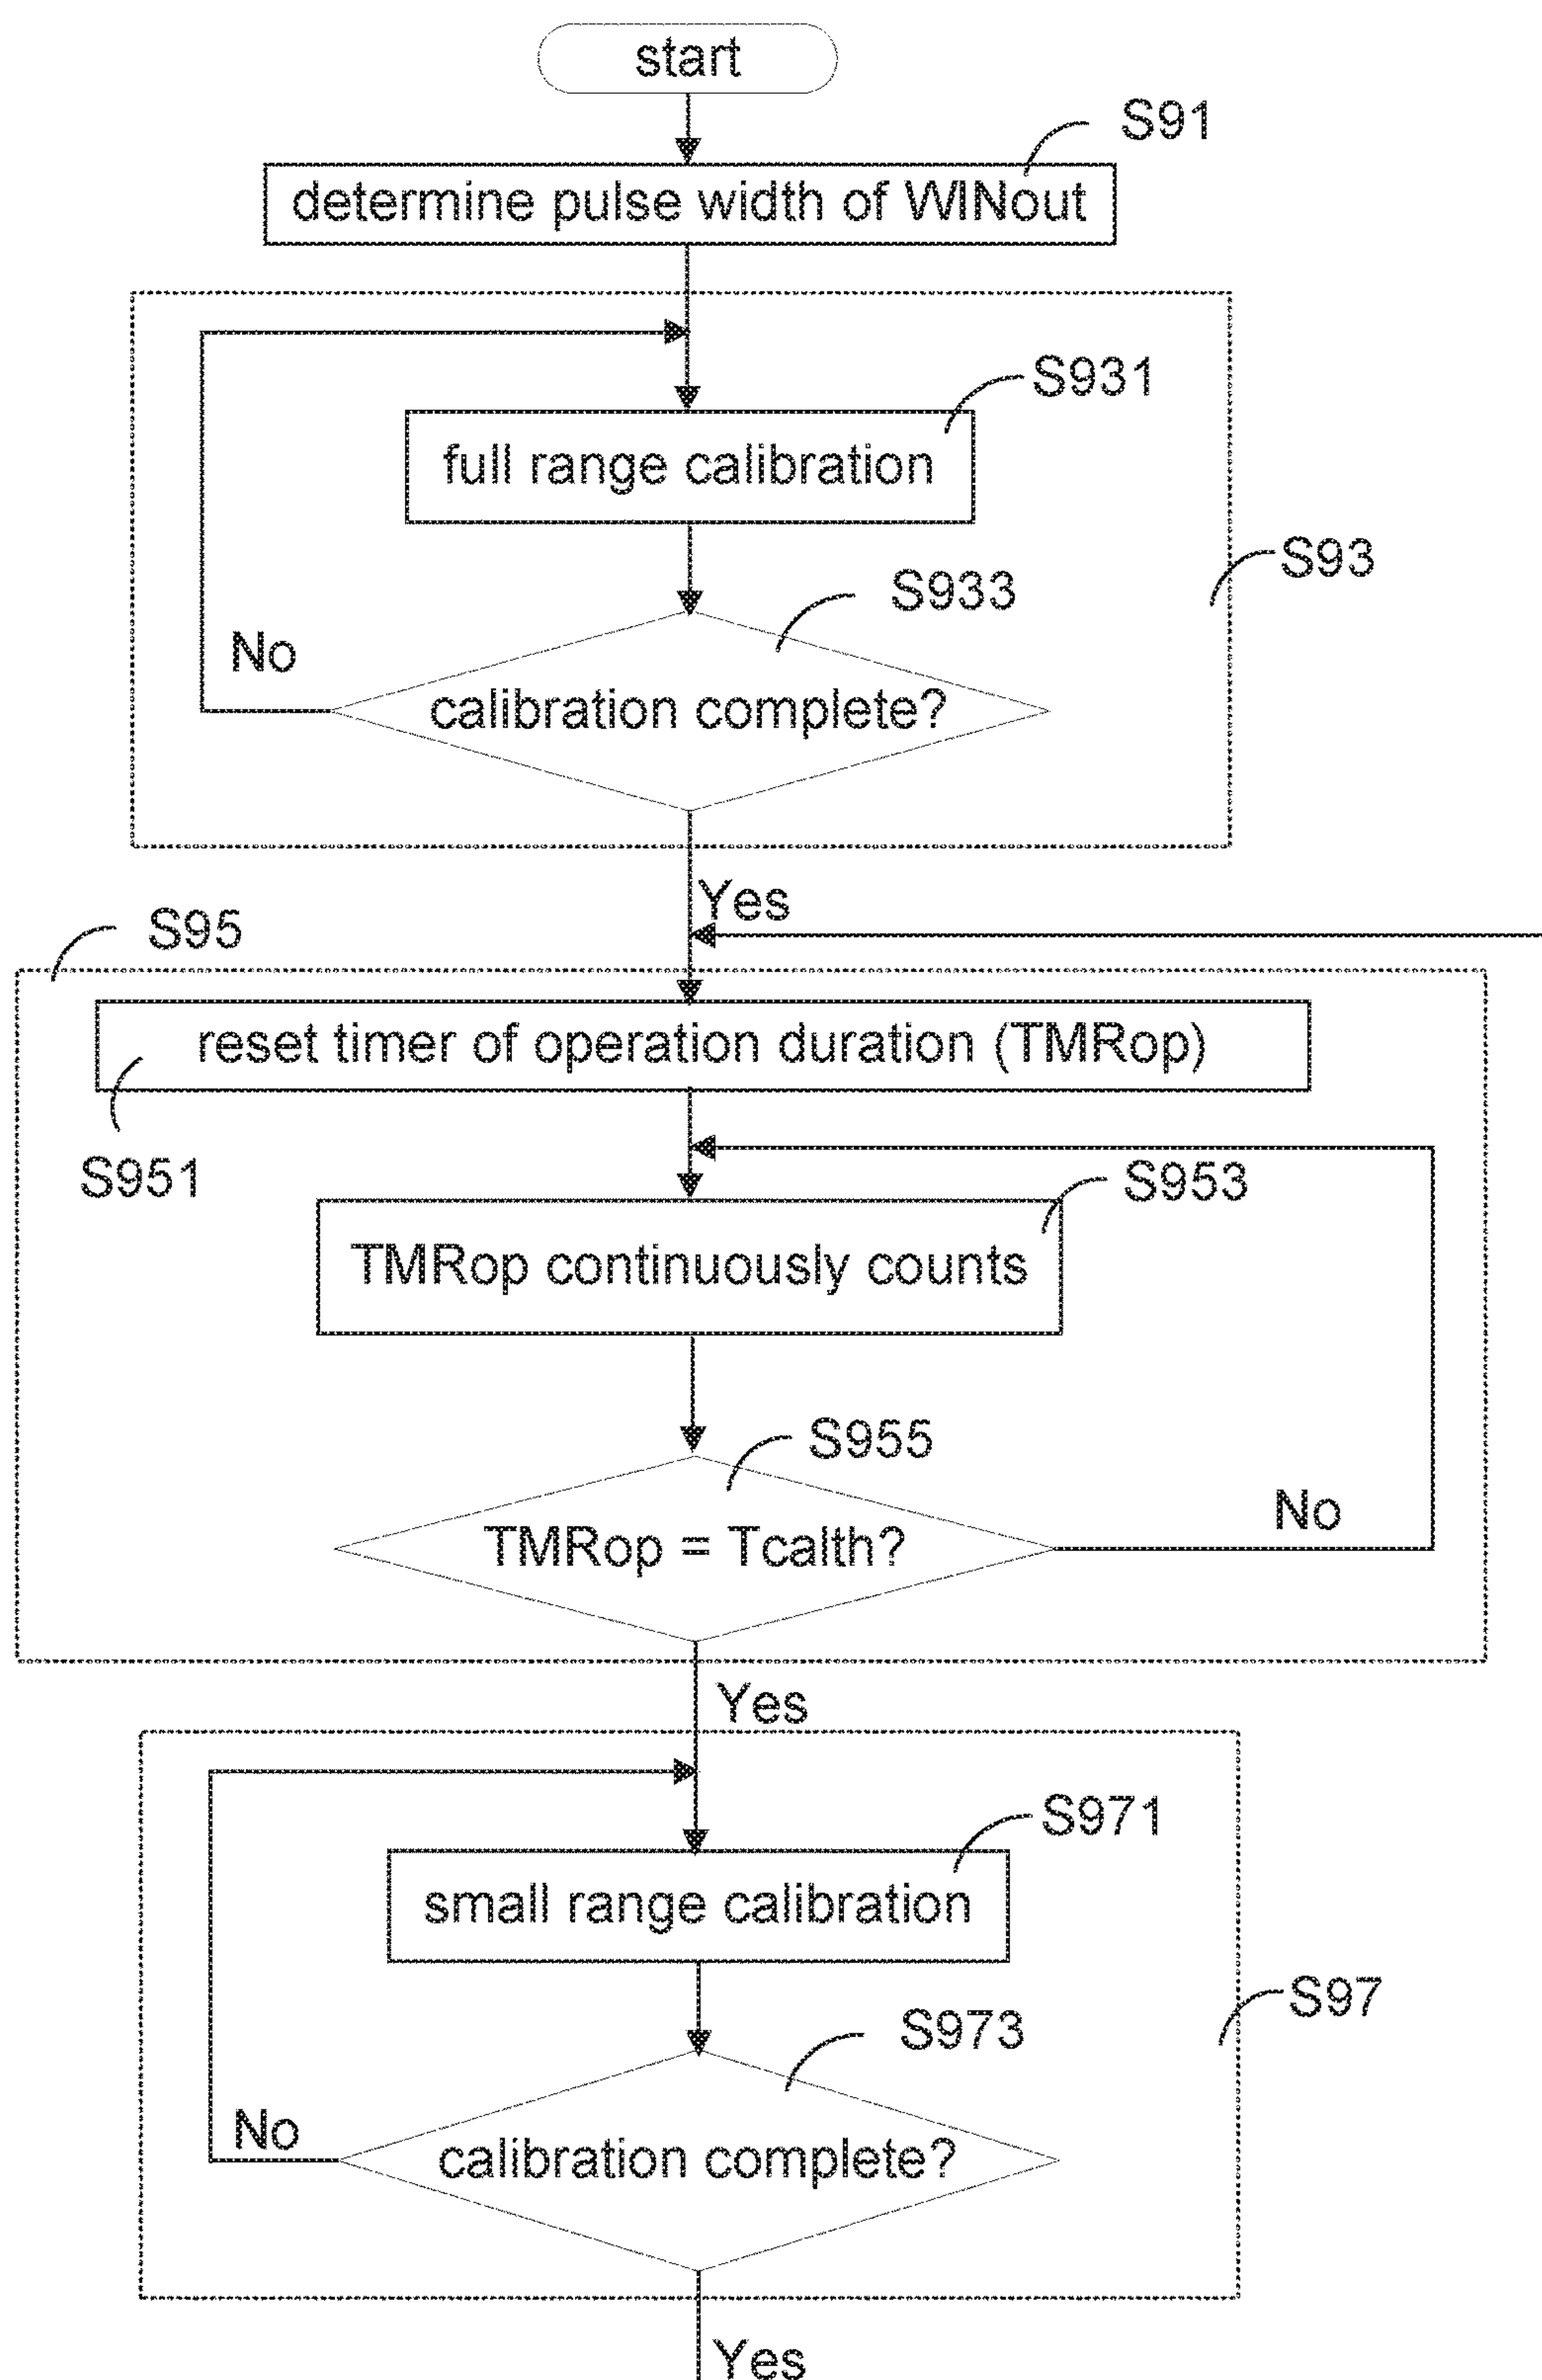 start
S91
determine pulse width of WINout
S931
full range calibration
S93
S933
No
calibration complete?
Yes
S95
reset timer of operation duration (TMRop)
S951
S953
TMRop continuously counts
S955
No
TMRop = Tcalth?
Yes
S971
small range calibration
S97
S973
No
calibration complete?
Yes